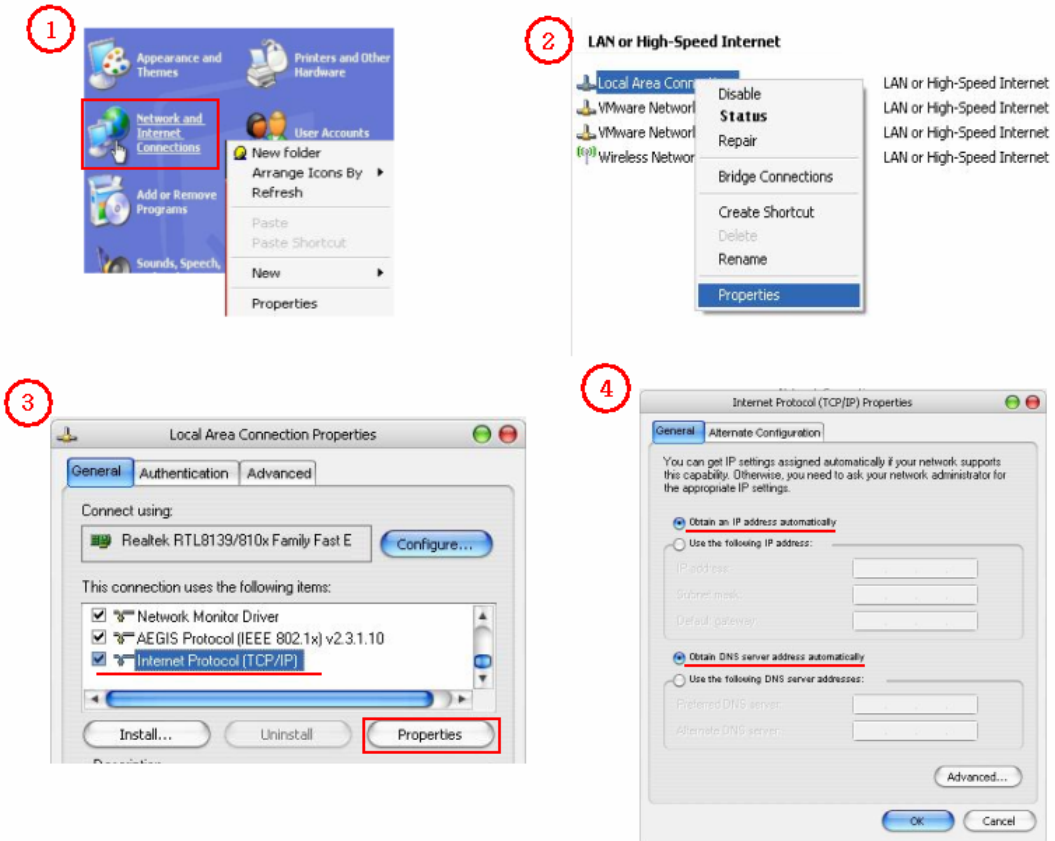 1
Appearance and
Themes
Printers and Other
Hardware
Network and
Internet
Connections
User Accounts
New folder
Arrange Icons By
Refresh
Add or Remove
Programs
Paste
Paste Shortcut
Sounds, Speech,
New
Properties
2
LAN or High-Speed Internet
Local Area Conn
LAN or High-Speed Internet
VMware Networl
LAN or High-Speed Internet
VMware Networl
LAN or High-Speed Internet
Wireless Networ
LAN or High-Speed Internet
Disable
Status
Repair
Bridge Connections
Create Shortcut
Delete
Rename
Properties
3
Local Area Connection Properties
General Authentication Advanced
Connect using:
Realtek RTL8139/810x Family Fast E
Configure...
This connection uses the following items:
Network Monitor Driver
AEGIS Protocol (IEEE 802.1x) v2.3.1.10
Internet Protocol (TCP/IP)
Install... Uninstall Properties
4
Internet Protocol (TCP/IP) Properties
General Alternate Configuration
You can get IP settings assigned automatically if your network supports
this capability. Otherwise, you need to ask your network administrator for
the appropriate IP settings.
Obtain an IP address automatically
Use the following IP address:
IP address:
Subnet mask:
Default gateway:
Obtain DNS server address automatically
Use the following DNS server addresses:
Preferred DNS server:
Alternate DNS server:
Advanced...
OK Cancel